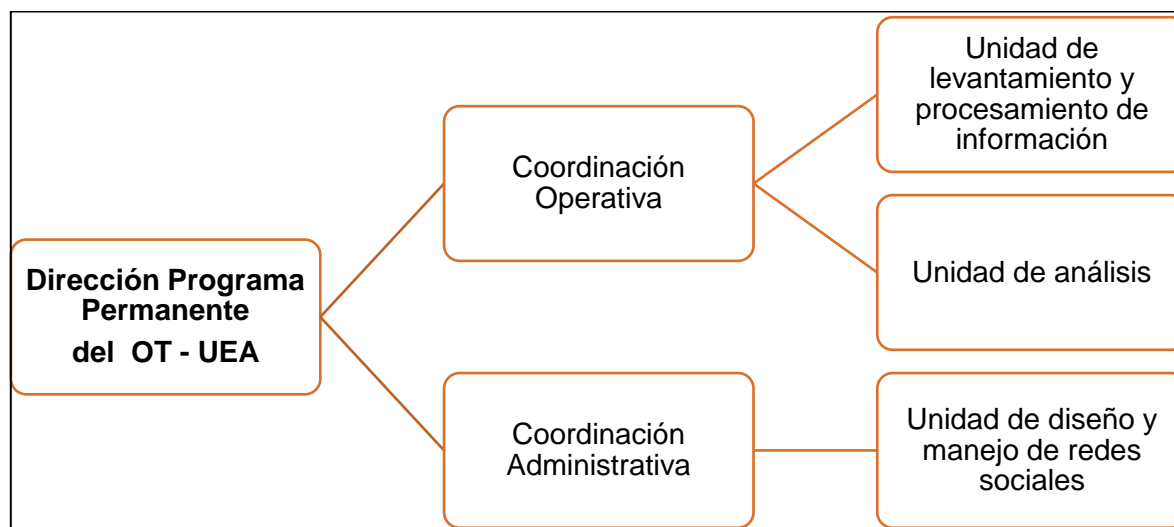 Dirección Programa
Permanente
del OT - UEA
Coordinación
Operativa
Coordinación
Administrativa
Unidad de
levantamiento y
procesamiento de
información
Unidad de análisis
Unidad de diseño y
manejo de redes
sociales